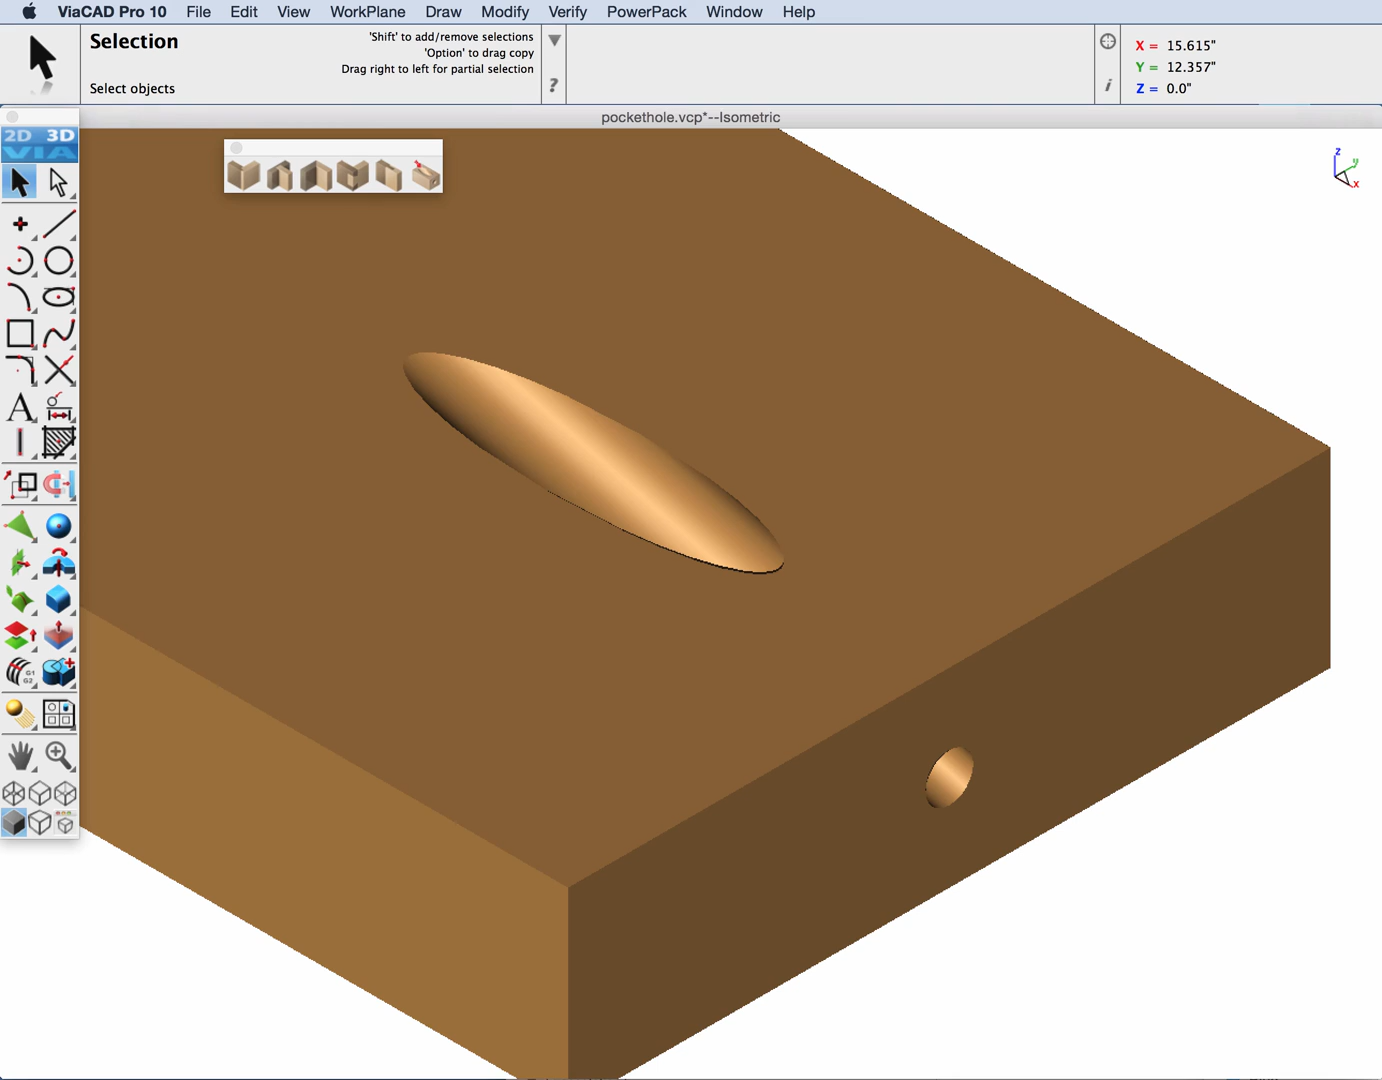 ViaCAD Pro 10 File Edit View WorkPlane Draw Modify Verify PowerPack Window Help
Selection
'Shift' to add/remove selections
'Option' to drag copy
Drag right to left for partial selection
Select objects
?
i
X = 15.615"
Y = 12.357"
Z = 0.0"
pockethole.vcp*--Isometric
2D 3D
VIA
A
G1
G2
z
y
x